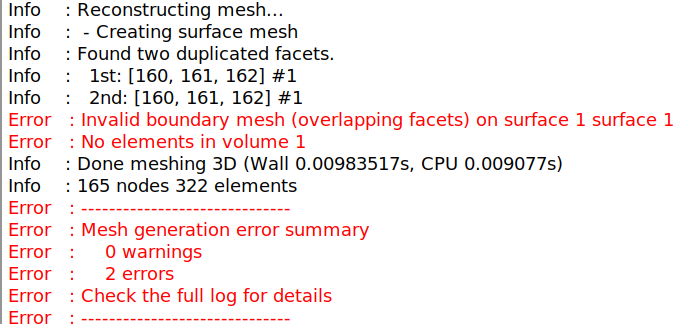 Info : Reconstructing mesh...
Info : - Creating surface mesh
Info : Found two duplicated facets.
Info : 1st: [160, 161, 162] #1
Info : 2nd: [160, 161, 162] #1
Error : Invalid boundary mesh (overlapping facets) on surface 1 surface 1
Error : No elements in volume 1
Info : Done meshing 3D (Wall 0.00983517s, CPU 0.009077s)
Info : 165 nodes 322 elements
Error : ------------------------------
Error : Mesh generation error summary
Error : 0 warnings
Error : 2 errors
Error : Check the full log for details
Error : ------------------------------